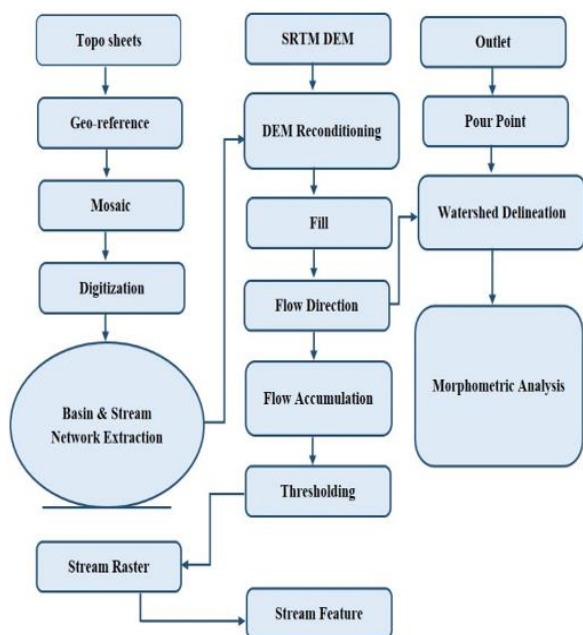 Topo sheets
Geo-reference
Mosaic
Digitization
Basin & Stream
Network Extraction
SRTM DEM
DEM Reconditioning
Fill
Flow Direction
Flow Accumulation
Thresholding
Stream Raster
Stream Feature
Outlet
Pour Point
Watershed Delineation
Morphometric Analysis